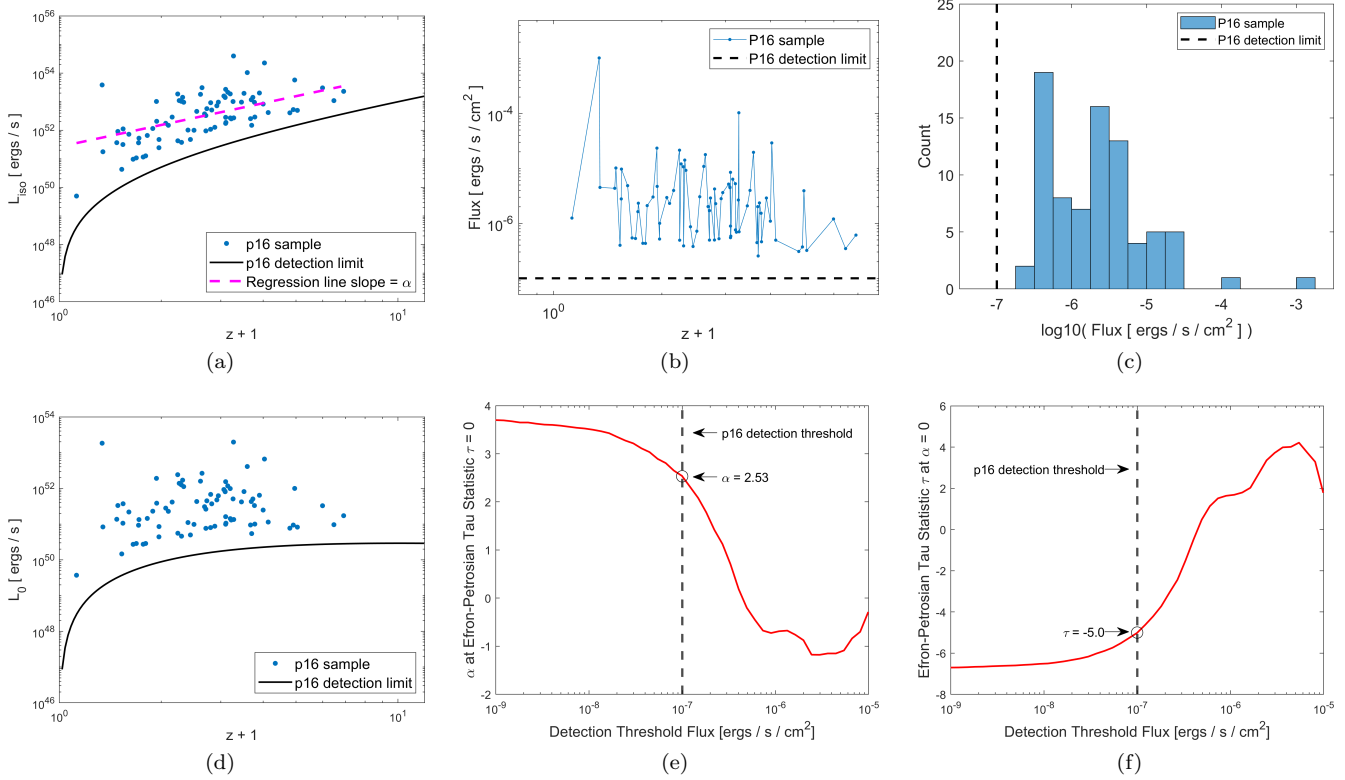 10^56
10^54
10^52
10^50
10^48
10^46
L_iso [ ergs / s ]
p16 sample
p16 detection limit
Regression line slope = α
10^0
10^1
z + 1
(a)
10^-4
10^-6
Flux [ ergs / s / cm^2 ]
P16 sample
P16 detection limit
10^0
z + 1
(b)
25
20
15
10
5
0
Count
P16 sample
P16 detection limit
-7
-6
-5
-4
-3
log10( Flux [ ergs / s / cm^2 ] )
(c)
10^54
10^52
10^50
10^48
10^46
L_0 [ ergs / s ]
p16 sample
p16 detection limit
10^0
10^1
z + 1
(d)
4
3
2
1
0
-1
-2
α at Efron-Petrosian Tau Statistic τ = 0
p16 detection threshold
α = 2.53
10^-9
10^-8
10^-7
10^-6
10^-5
Detection Threshold Flux [ergs / s / cm^2]
(e)
6
4
2
0
-2
-4
-6
-8
Efron-Petrosian Tau Statistic τ at α = 0
p16 detection threshold
τ = -5.0
10^-9
10^-8
10^-7
10^-6
10^-5
Detection Threshold Flux [ergs / s / cm^2]
(f)